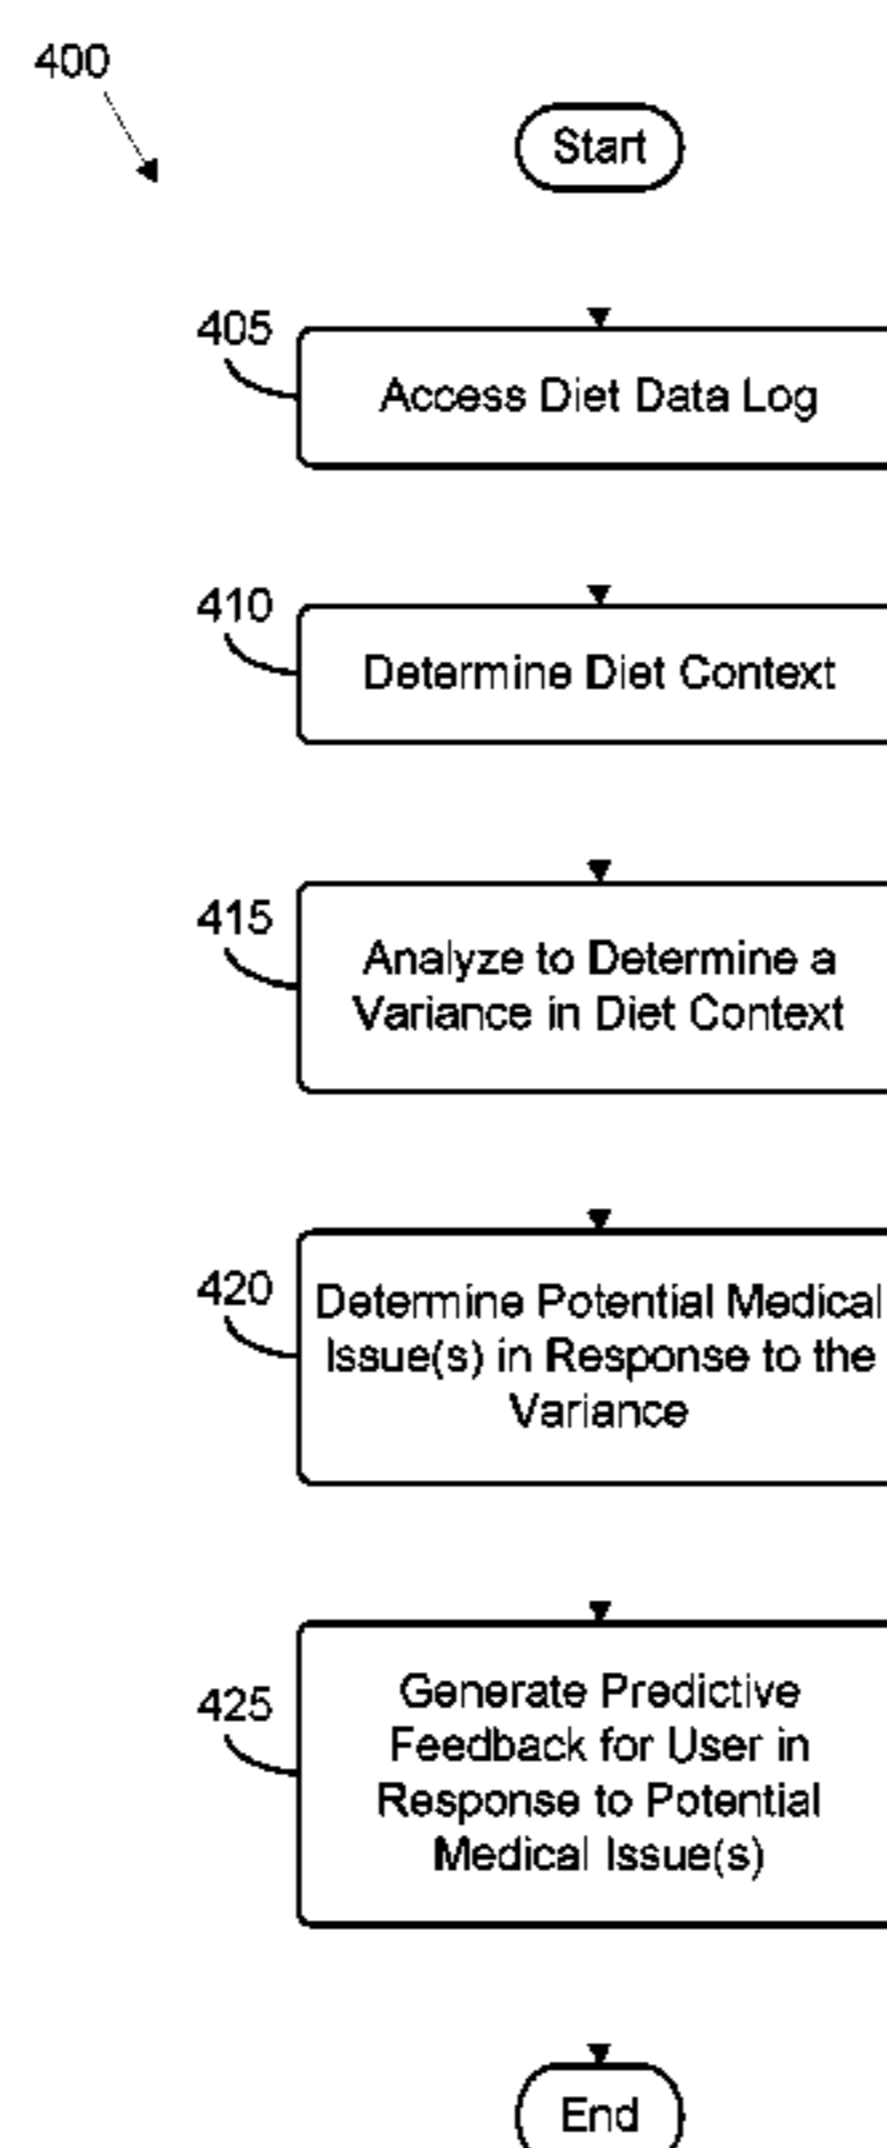 400
Start
405
Access Diet Data Log
410
Determine Diet Context
415
Analyze to Determine a
Variance in Diet Context
420
Determine Potential Medical
Issue(s) in Response to the
Variance
425
Generate Predictive
Feedback for User in
Response to Potential
Medical Issue(s)
End